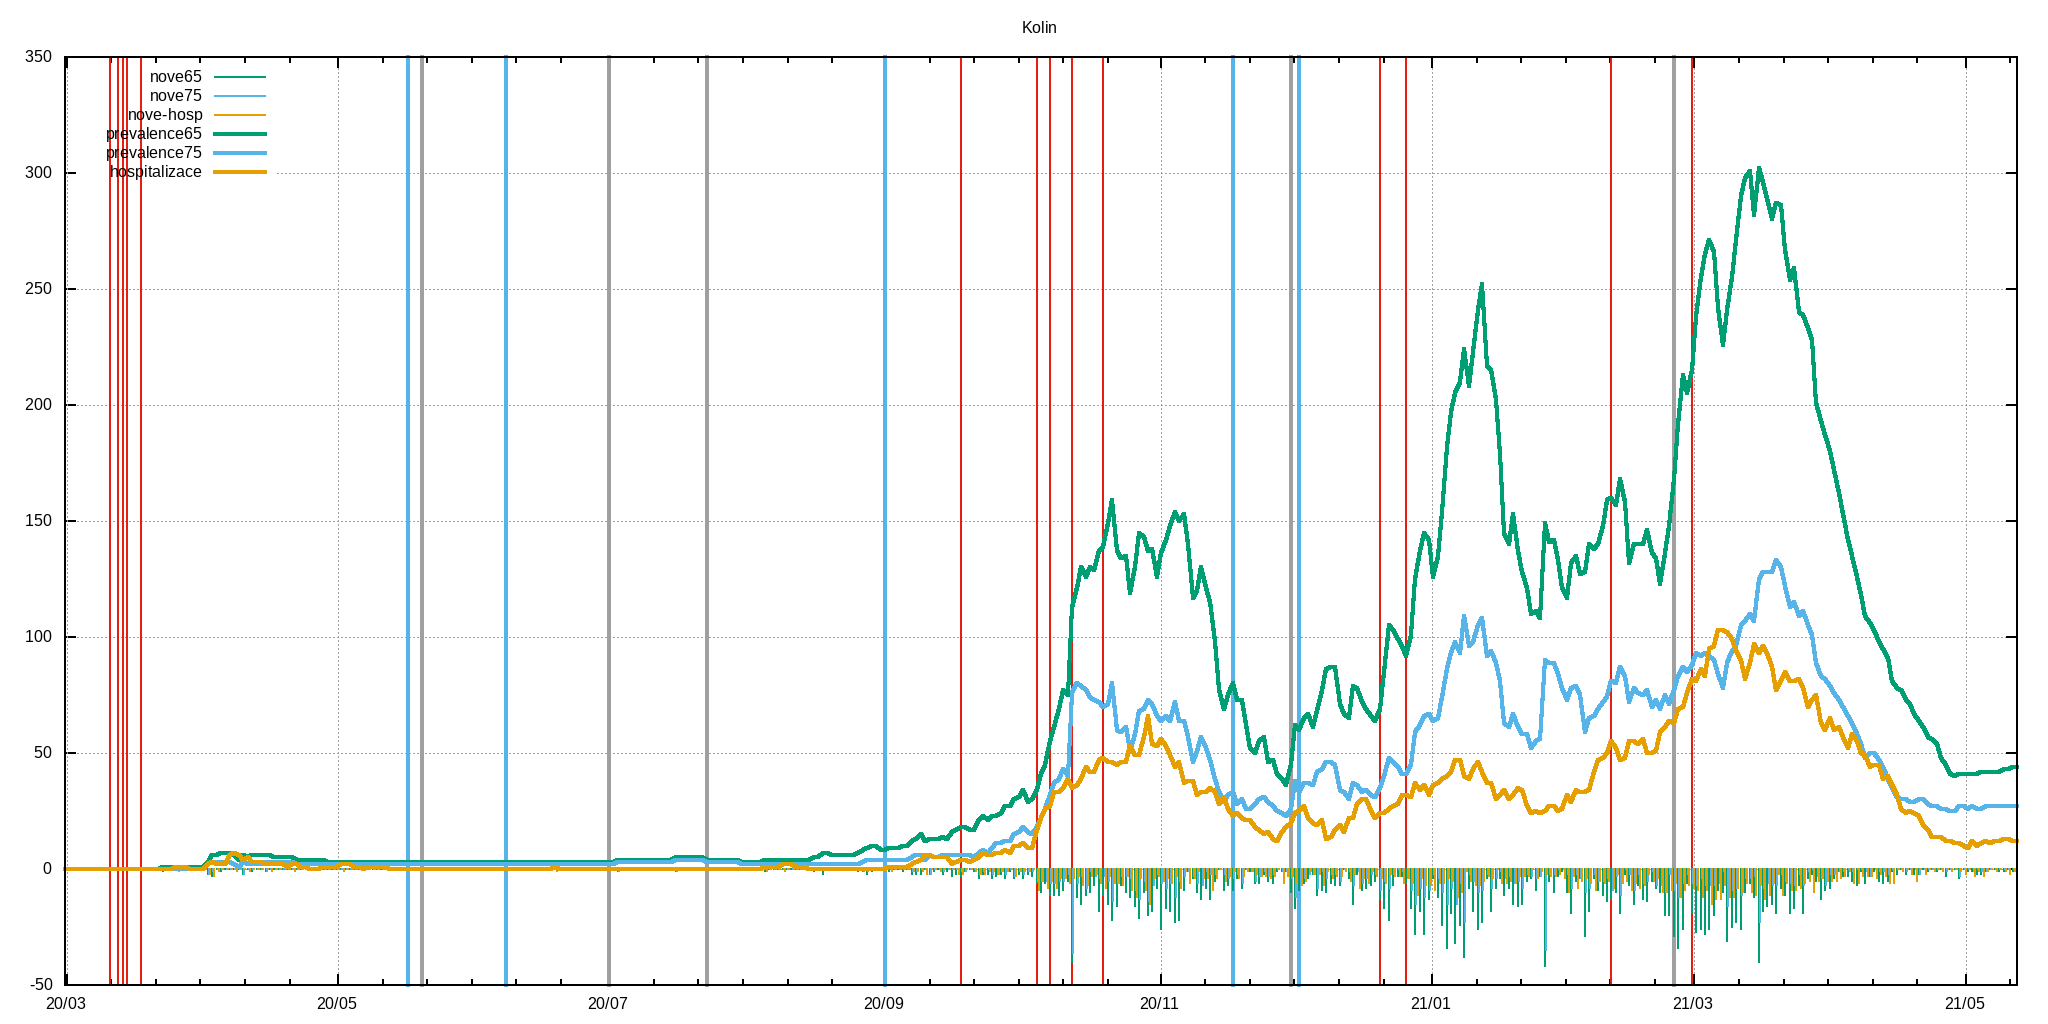 Kolin
350
300
250
200
150
100
50
0
-50
nove65
nove75
nove-hosp
prevalence65
prevalence75
hospitalizace
20/03 20/05 20/07 20/09 20/11 21/01 21/03 21/05